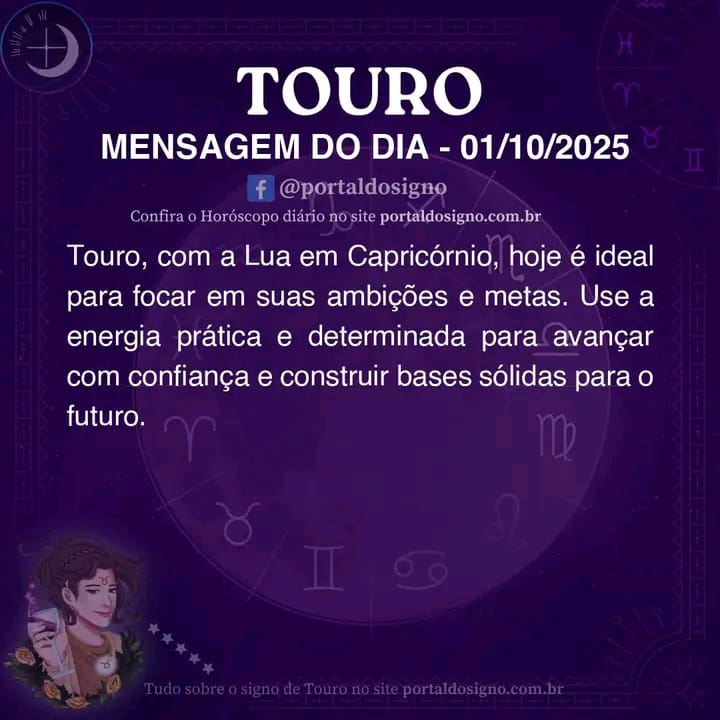 TOURO
MENSAGEM DO DIA - 01/10/2025
@portaldosigno
Confira o Horóscopo diário no site portaldosigno.com.br
Touro, com a Lua em Capricórnio, hoje é ideal
para focar em suas ambições e metas. Use a
energia prática e determinada para avançar
com confiança e construir bases sólidas para o
futuro.
Tudo sobre o signo de Touro no site portaldosigno.com.br